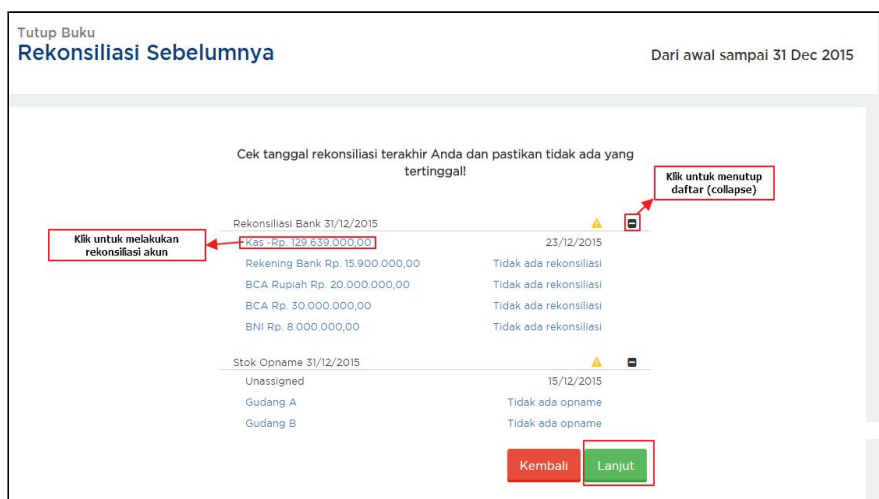 Tutup Buku
Rekonsiliasi Sebelumnya
Dari awal sampai 31 Dec 2015
Cek tanggal rekonsiliasi terakhir Anda dan pastikan tidak ada yang
tertinggal!
Klik untuk menutup
daftar (collapse)
Rekonsiliasi Bank 31/12/2015
Klik untuk melakukan
rekonsiliasi akun
Kas -Rp. 129.639.000,00 23/12/2015
Rekening Bank Rp. 15.900.000,00 Tidak ada rekonsiliasi
BCA Rupiah Rp. 20.000.000,00 Tidak ada rekonsiliasi
BCA Rp. 30.000.000,00 Tidak ada rekonsiliasi
BNI Rp. 8.000.000,00 Tidak ada rekonsiliasi
Stok Opname 31/12/2015
Unassigned 15/12/2015
Gudang A Tidak ada opname
Gudang B Tidak ada opname
Kembali Lanjut